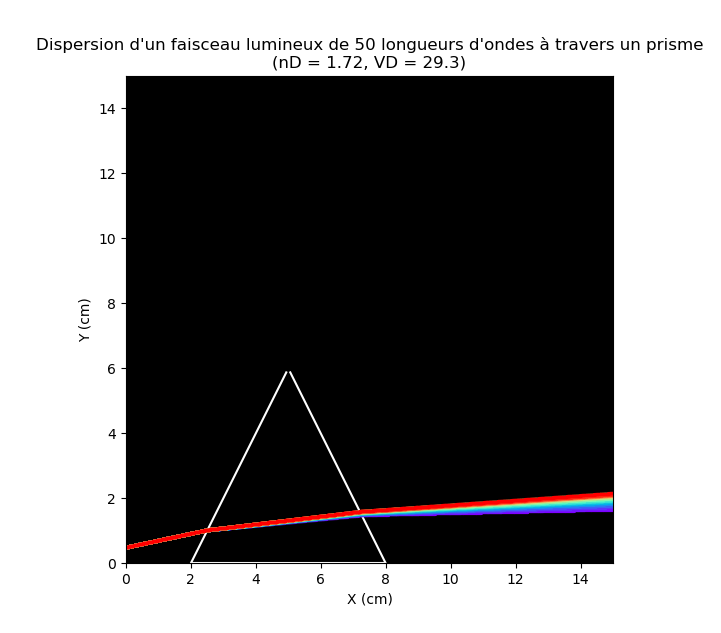 Dispersion d'un faisceau lumineux de 50 longueurs d'ondes à travers un prisme
(nD = 1.72, VD = 29.3)
14
12
10
8
6
4
2
0
Y (cm)
0 2 4 6 8 10 12 14
X (cm)